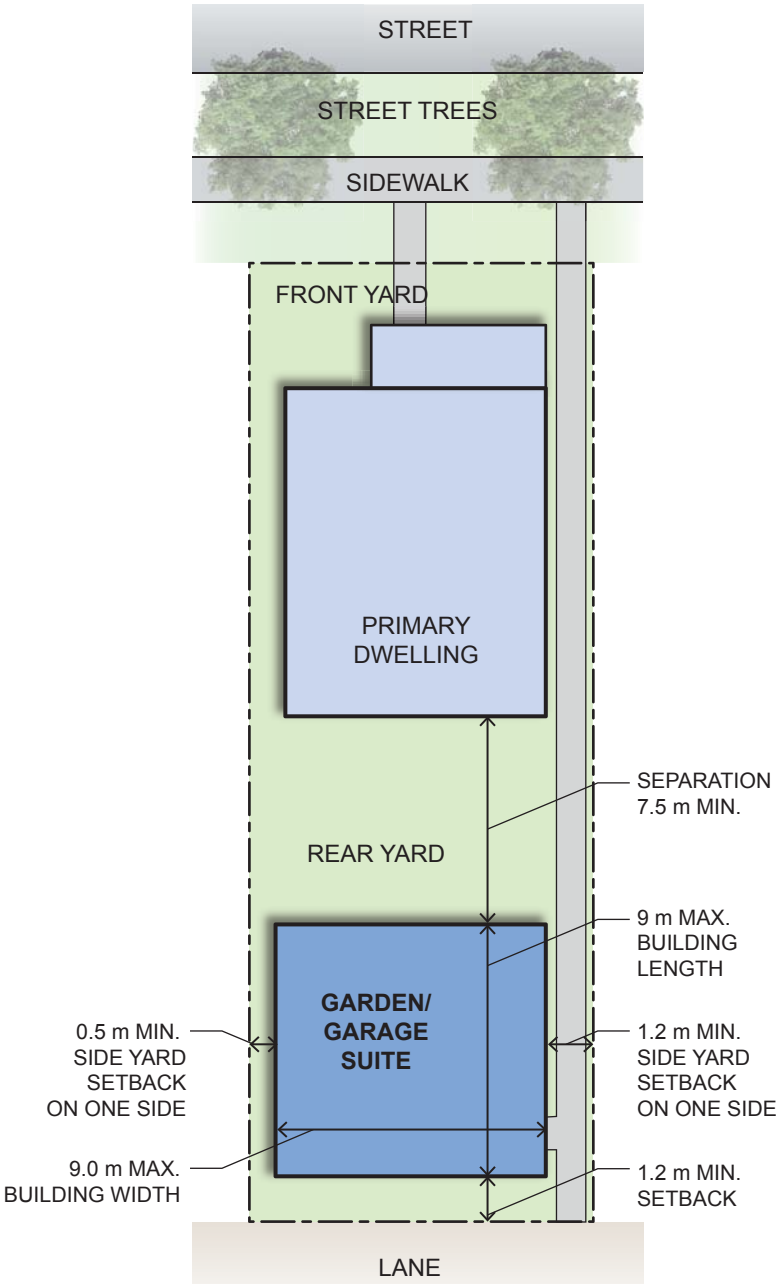 STREET
STREET TREES
SIDEWALK
FRONT YARD
PRIMARY
DWELLING
SEPARATION
7.5 m MIN.
REAR YARD
9 m MAX.
BUILDING
LENGTH
GARDEN/
GARAGE
SUITE
0.5 m MIN.
SIDE YARD
SETBACK
ON ONE SIDE
1.2 m MIN.
SIDE YARD
SETBACK
ON ONE SIDE
9.0 m MAX.
BUILDING WIDTH
1.2 m MIN.
SETBACK
LANE